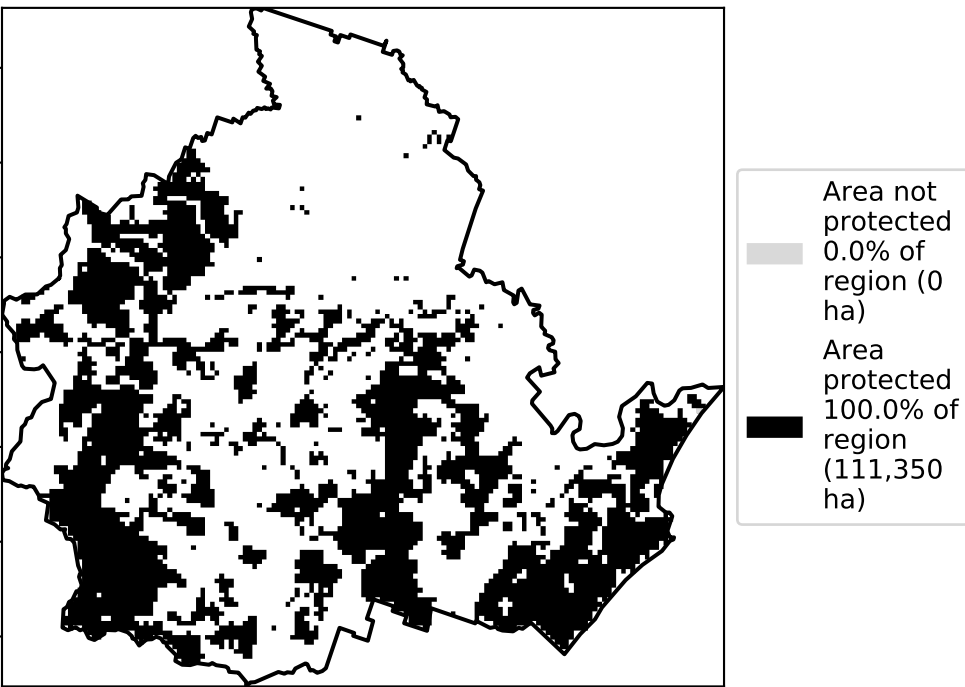 Area not
protected
0.0% of
region (0
ha)
Area
protected
100.0% of
region
(111,350
ha)